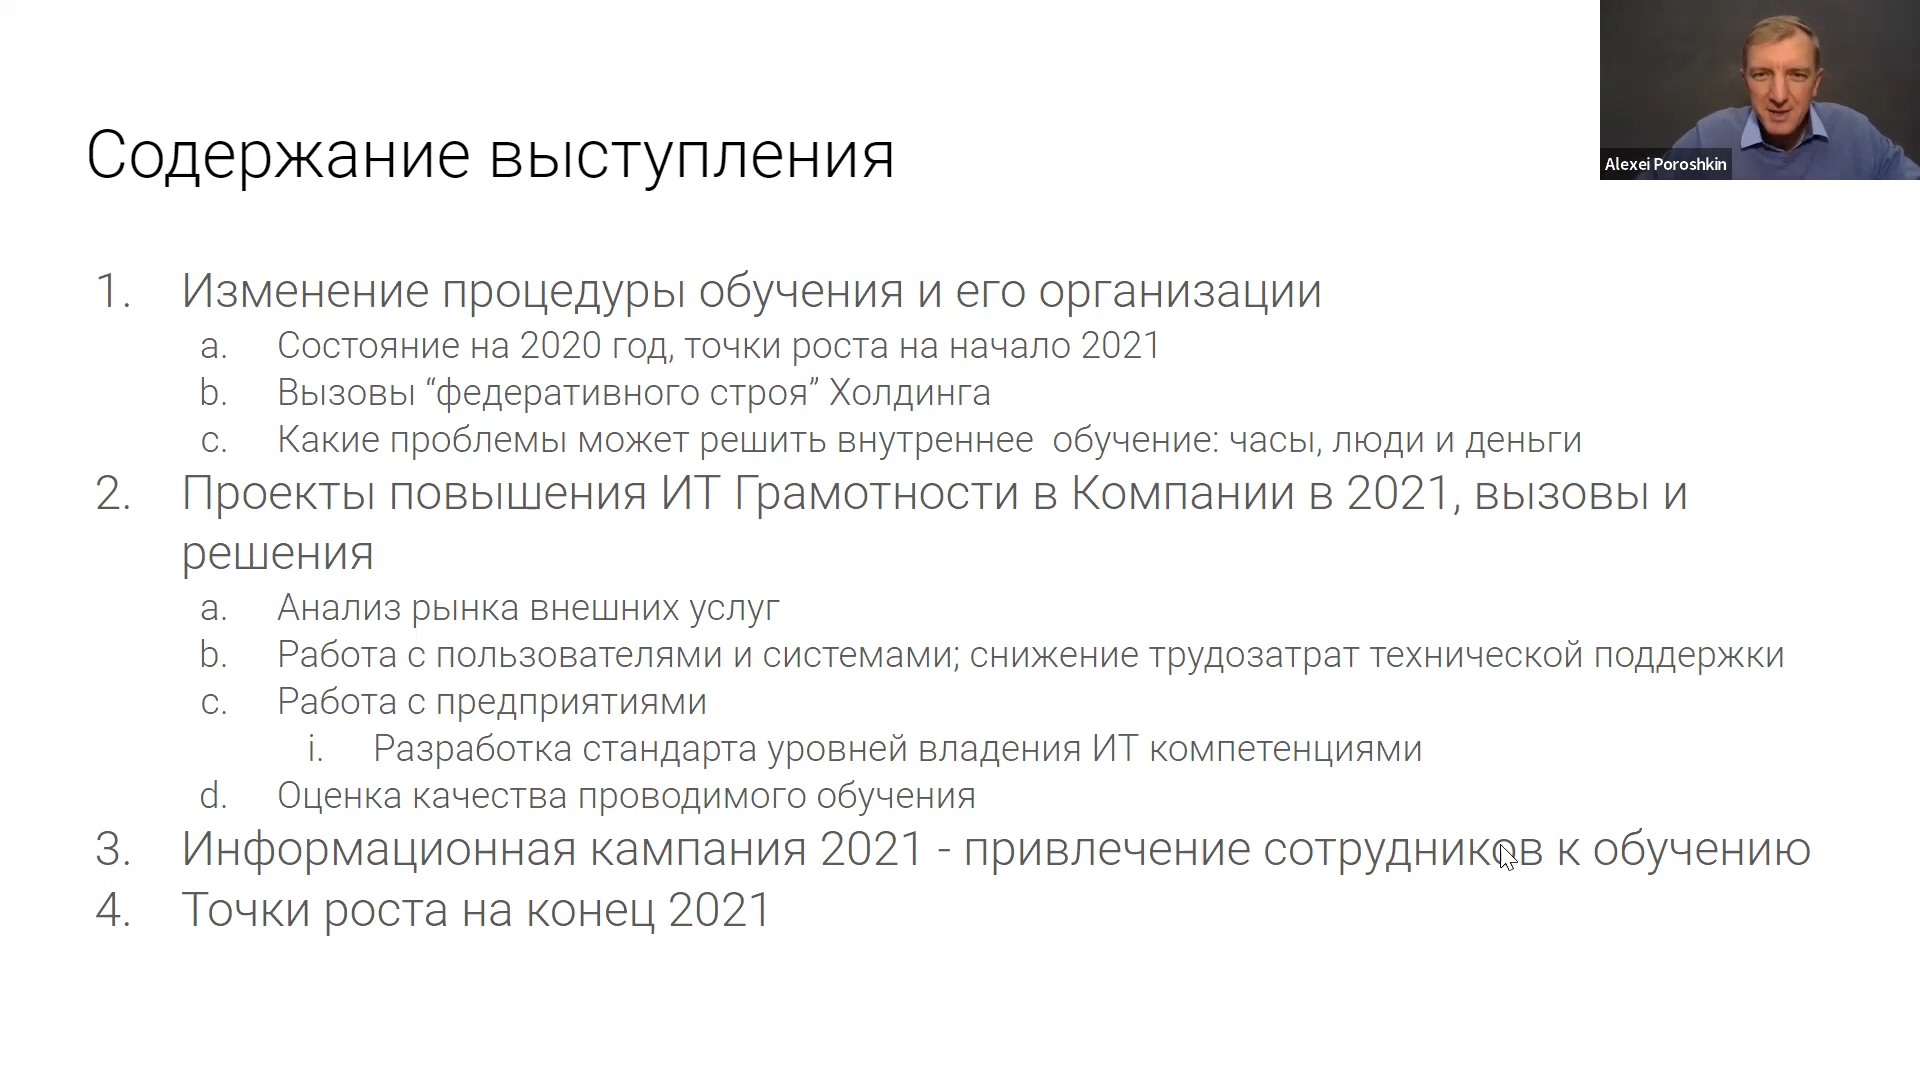 Содержание выступления
Alexei Poroshkin
1. Изменение процедуры обучения и его организации
a. Состояние на 2020 год, точки роста на начало 2021
b. Вызовы “федеративного строя” Холдинга
c. Какие проблемы может решить внутреннее  обучение: часы, люди и деньги
2. Проекты повышения ИТ Грамотности в Компании в 2021, вызовы и
решения
a. Анализ рынка внешних услуг
b. Работа с пользователями и системами; снижение трудозатрат технической поддержки
c. Работа с предприятиями
i. Разработка стандарта уровней владения ИТ компетенциями
d. Оценка качества проводимого обучения
3. Информационная кампания 2021 - привлечение сотрудников к обучению
4. Точки роста на конец 2021